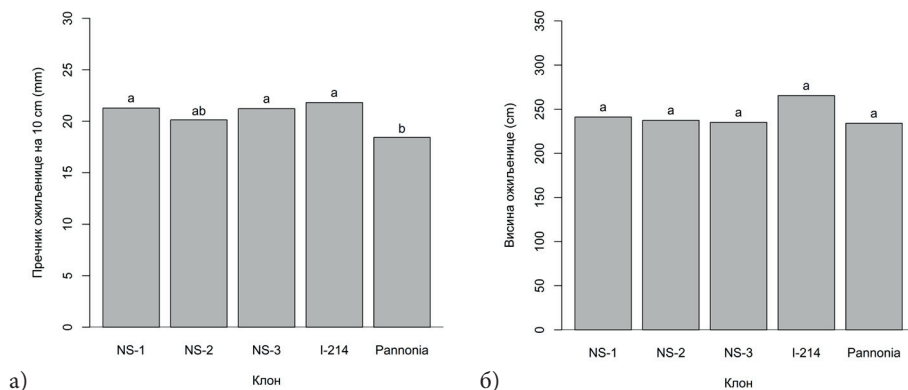 Пречник ожиљенице на 10 cm (mm)
30
25
20
15
10
5
0
a
ab
a
a
b
NS-1 NS-2 NS-3 I-214 Pannonia
Клон
а)
Висина ожиљенице (cm)
350
300
250
200
150
100
50
0
a
a
a
a
a
NS-1 NS-2 NS-3 I-214 Pannonia
Клон
б)